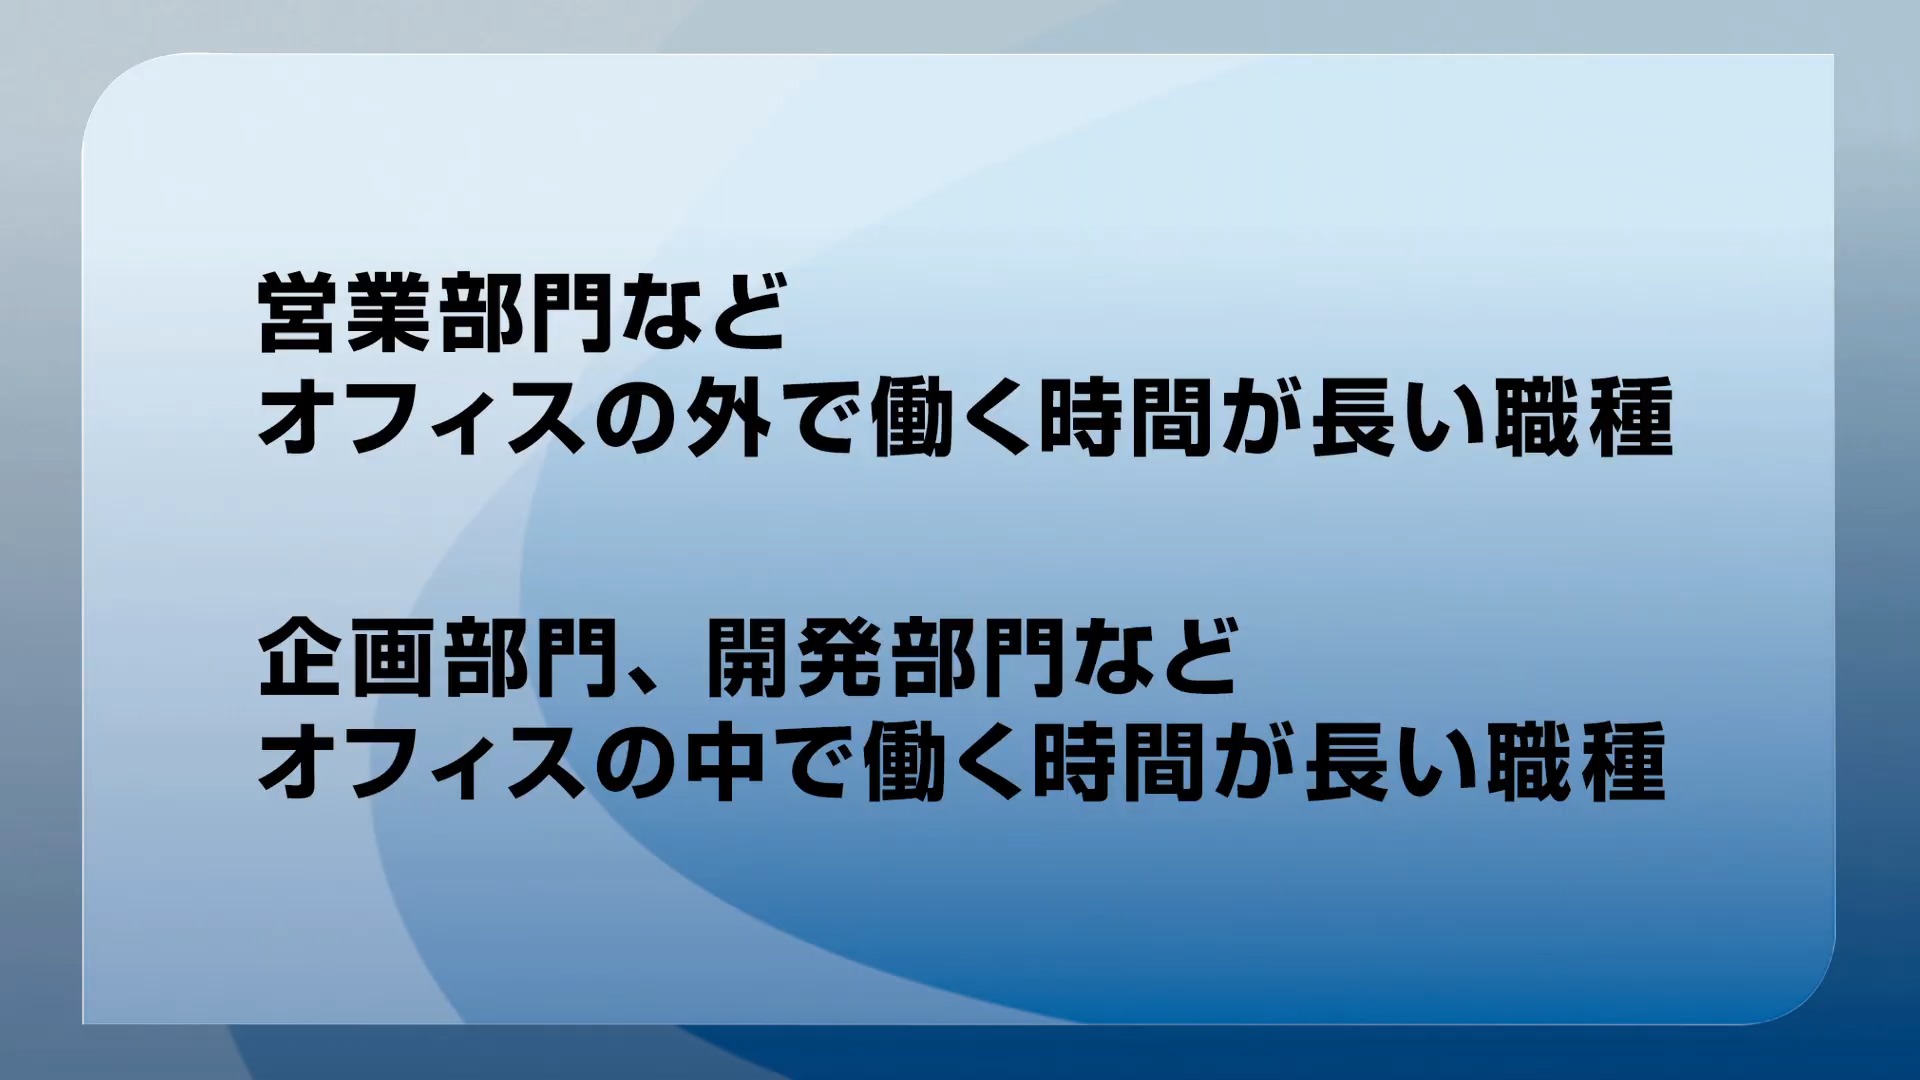 営業部門など
オフィスの外で働く時間が長い職種
企画部門、開発部門など
オフィスの中で働く時間が長い職種